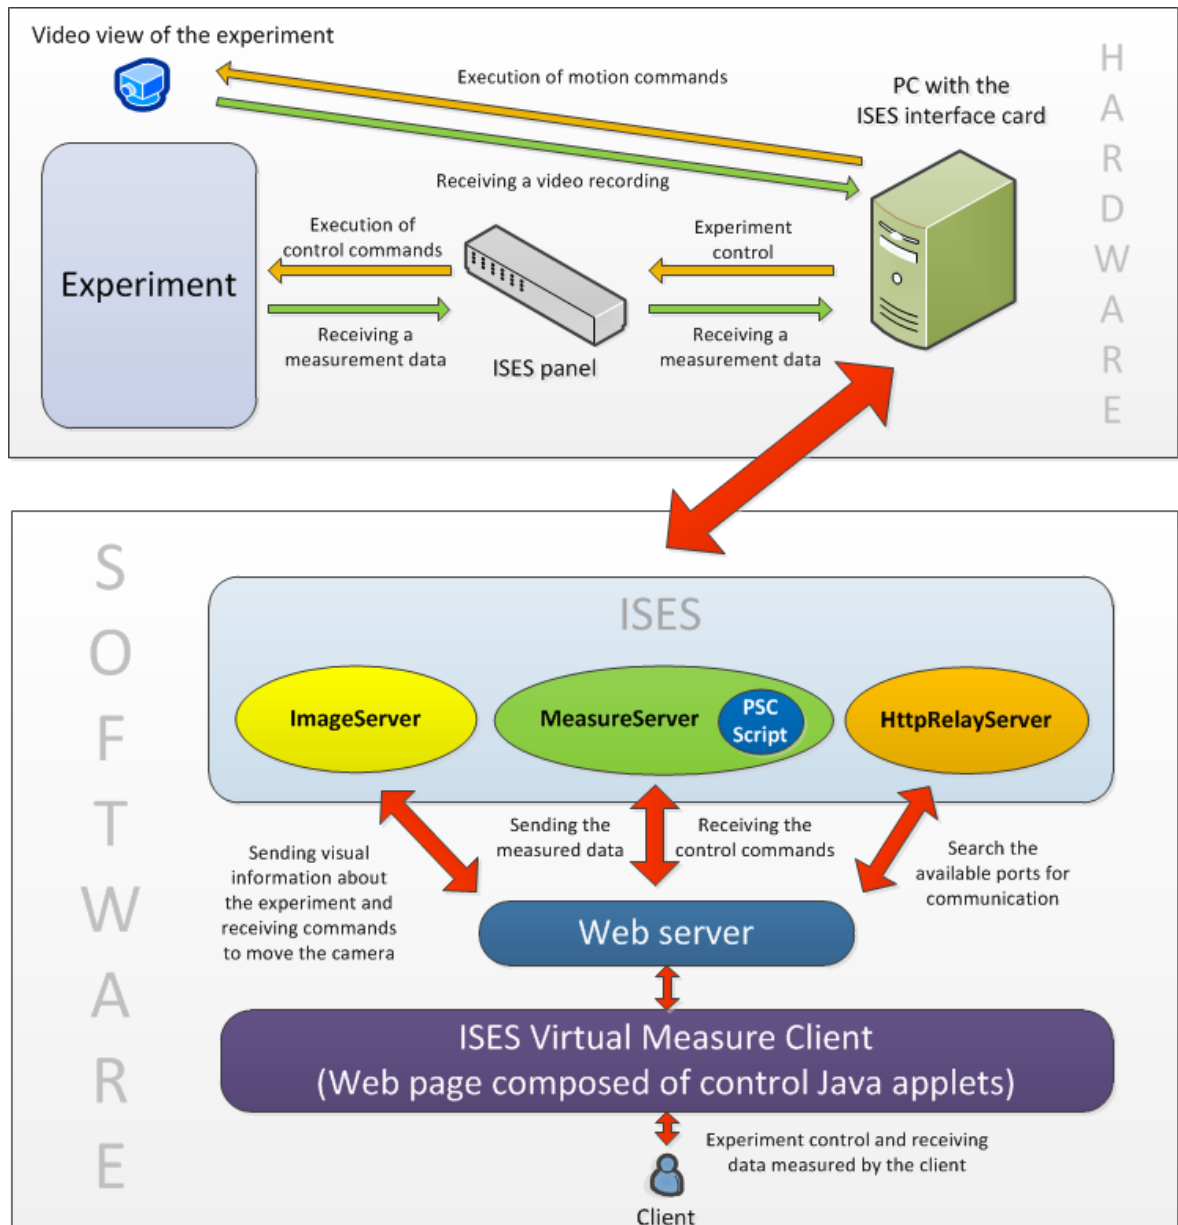 Video view of the experiment
Execution of motion commands
PC with the
ISES interface card
HARDWARE
Receiving a video recording
Experiment
Execution of
control commands
Experiment
control
Receiving a
measurement data
ISES panel
Receiving a
measurement data
SOFTWARE
ISES
ImageServer
MeasureServer
PSC
Script
HttpRelayServer
Sending visual
information about
the experiment and
receiving commands
to move the camera
Sending the
measured data
Receiving the
control commands
Search the
available ports for
communication
Web server
ISES Virtual Measure Client
(Web page composed of control Java applets)
Experiment control and receiving
data measured by the client
Client